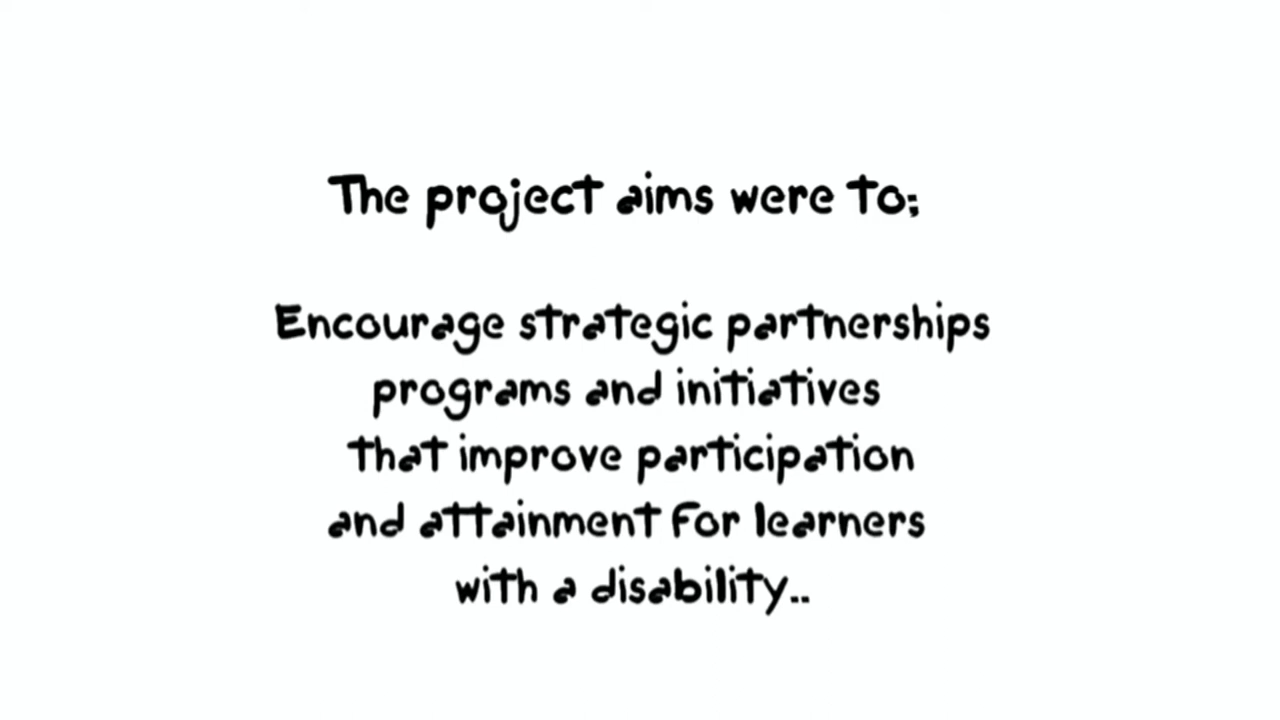 The project aims were to;
Encourage strategic partnerships
programs and initiatives
that improve participation
and attainment for learners
with a disability..